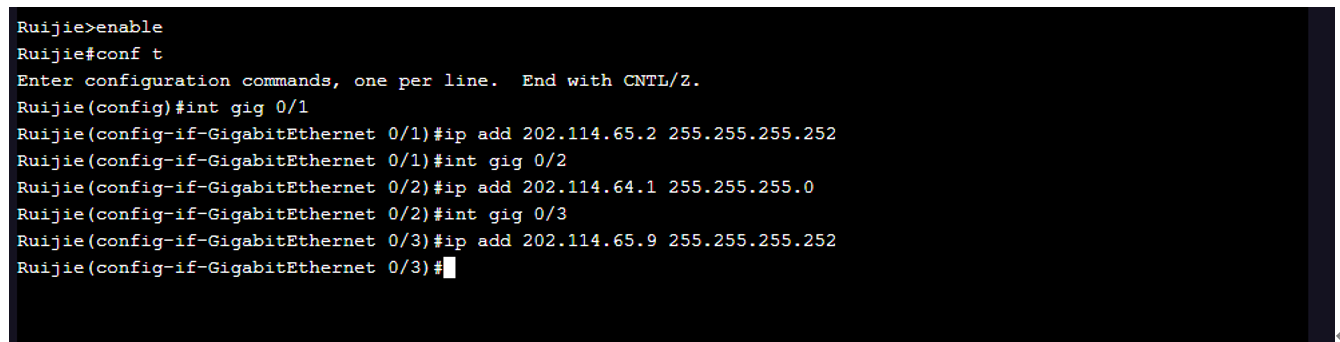 Ruijie>enable
Ruijie#conf t
Enter configuration commands, one per line.  End with CNTL/Z.
Ruijie(config)#int gig 0/1
Ruijie(config-if-GigabitEthernet 0/1)#ip add 202.114.65.2 255.255.255.252
Ruijie(config-if-GigabitEthernet 0/1)#int gig 0/2
Ruijie(config-if-GigabitEthernet 0/2)#ip add 202.114.64.1 255.255.255.0
Ruijie(config-if-GigabitEthernet 0/2)#int gig 0/3
Ruijie(config-if-GigabitEthernet 0/3)#ip add 202.114.65.9 255.255.255.252
Ruijie(config-if-GigabitEthernet 0/3)#